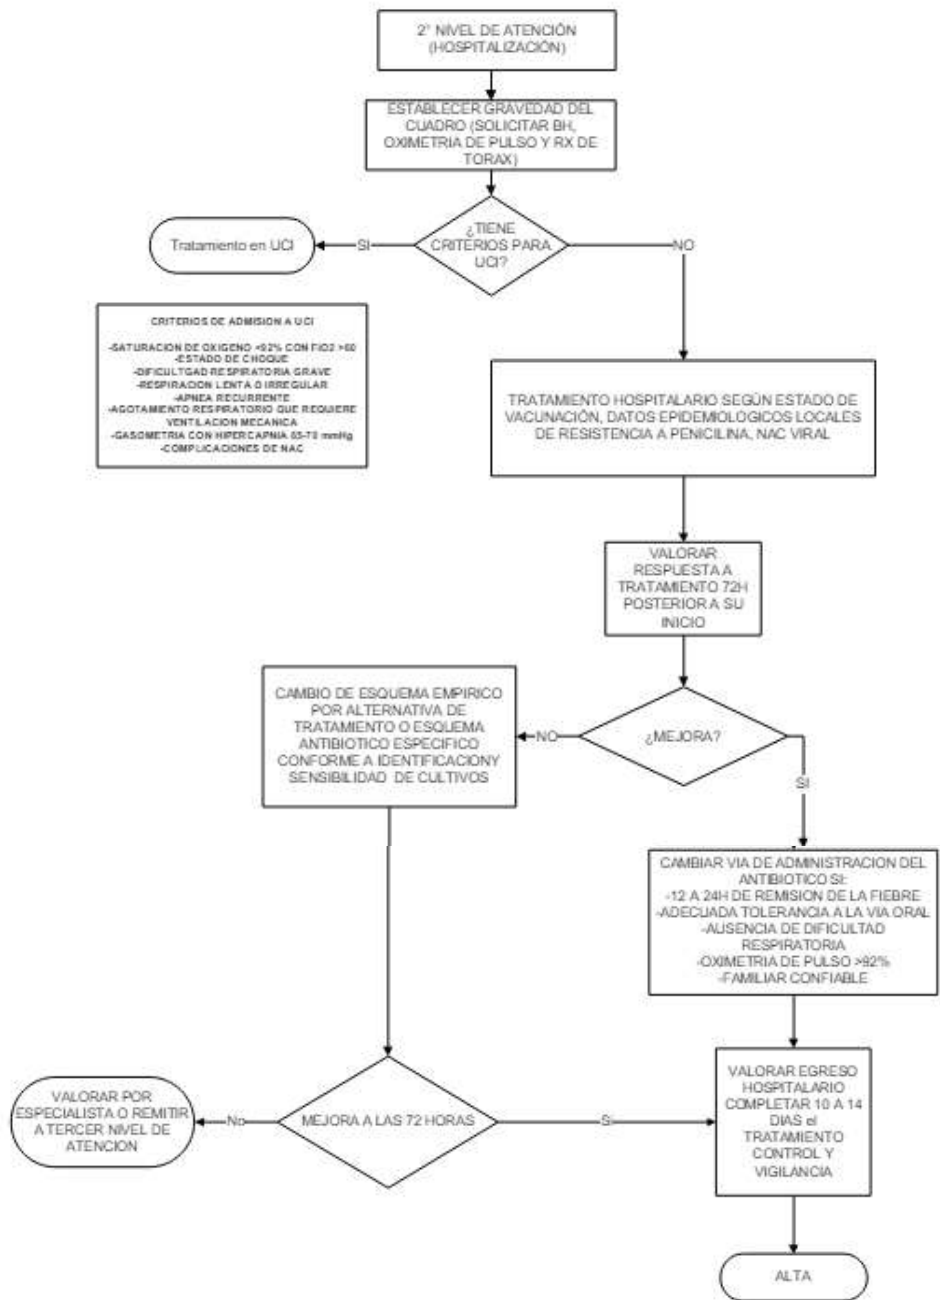 2° NIVEL DE ATENCIÓN
(HOSPITALIZACIÓN)
ESTABLECER GRAVEDAD DEL
CUADRO (SOLICITAR BH,
OXIMETRIA DE PULSO Y RX DE
TORAX)
¿TIENE
CRITERIOS PARA
UCI?
SI
NO
Tratamiento en UCI
CRITERIOS DE ADMISION A UCI
-SATURACION DE OXIGENO <92% CON FIO2 >60
-ESTADO DE CHOQUE
-DIFICULTGAD RESPIRATORIA GRAVE
-RESPIRACION LENTA O IRREGULAR
-APNEA RECURRENTE
-AGOTAMIENTO RESPIRATORIO QUE REQUIERE
VENTILACION MECANICA
-GASOMETRIA CON HIPERCAPNIA 65-70 mmHg
-COMPLICACIONES DE NAC
TRATAMIENTO HOSPITALARIO SEGÚN ESTADO DE
VACUNACIÓN, DATOS EPIDEMIOLOGICOS LOCALES
DE RESISTENCIA A PENICILINA, NAC VIRAL
VALORAR
RESPUESTA A
TRATAMIENTO 72H
POSTERIOR A SU
INICIO
¿MEJORA?
NO
SI
CAMBIO DE ESQUEMA EMPIRICO
POR ALTERNATIVA DE
TRATAMIENTO O ESQUEMA
ANTIBIOTICO ESPECIFICO
CONFORME A IDENTIFICACIONY
SENSIBILIDAD DE CULTIVOS
CAMBIAR VIA DE ADMINISTRACION DEL
ANTIBIOTICO SI:
-12 A 24H DE REMISION DE LA FIEBRE
-ADECUADA TOLERANCIA A LA VIA ORAL
-AUSENCIA DE DIFICULTAD
RESPIRATORIA
-OXIMETRIA DE PULSO >92%
-FAMILIAR CONFIABLE
MEJORA A LAS 72 HORAS
No
Si
VALORAR POR
ESPECIALISTA O REMITIR
A TERCER NIVEL DE
ATENCION
VALORAR EGRESO
HOSPITALARIO
COMPLETAR 10 A 14
DIAS el
TRATAMIENTO
CONTROL Y
VIGILANCIA
ALTA